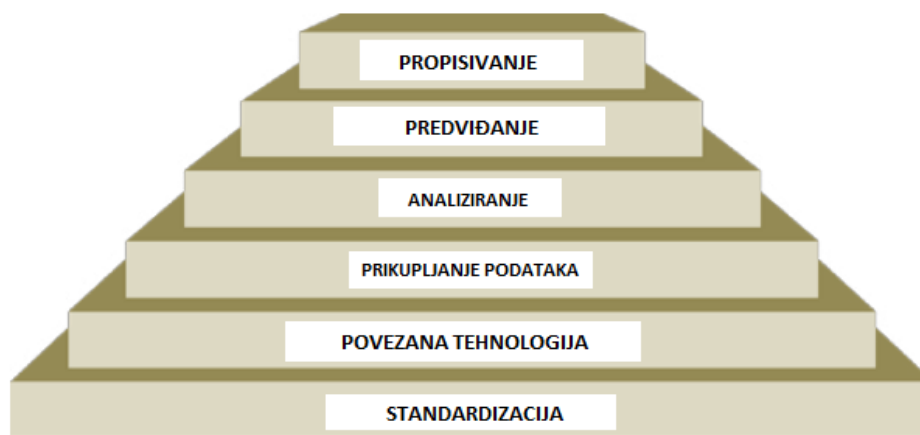 PROPISIVANJE
PREDVIĐANJE
ANALIZIRANJE
PRIKUPLJANJE PODATAKA
POVEZANA TEHNOLOGIJA
STANDARDIZACIJA